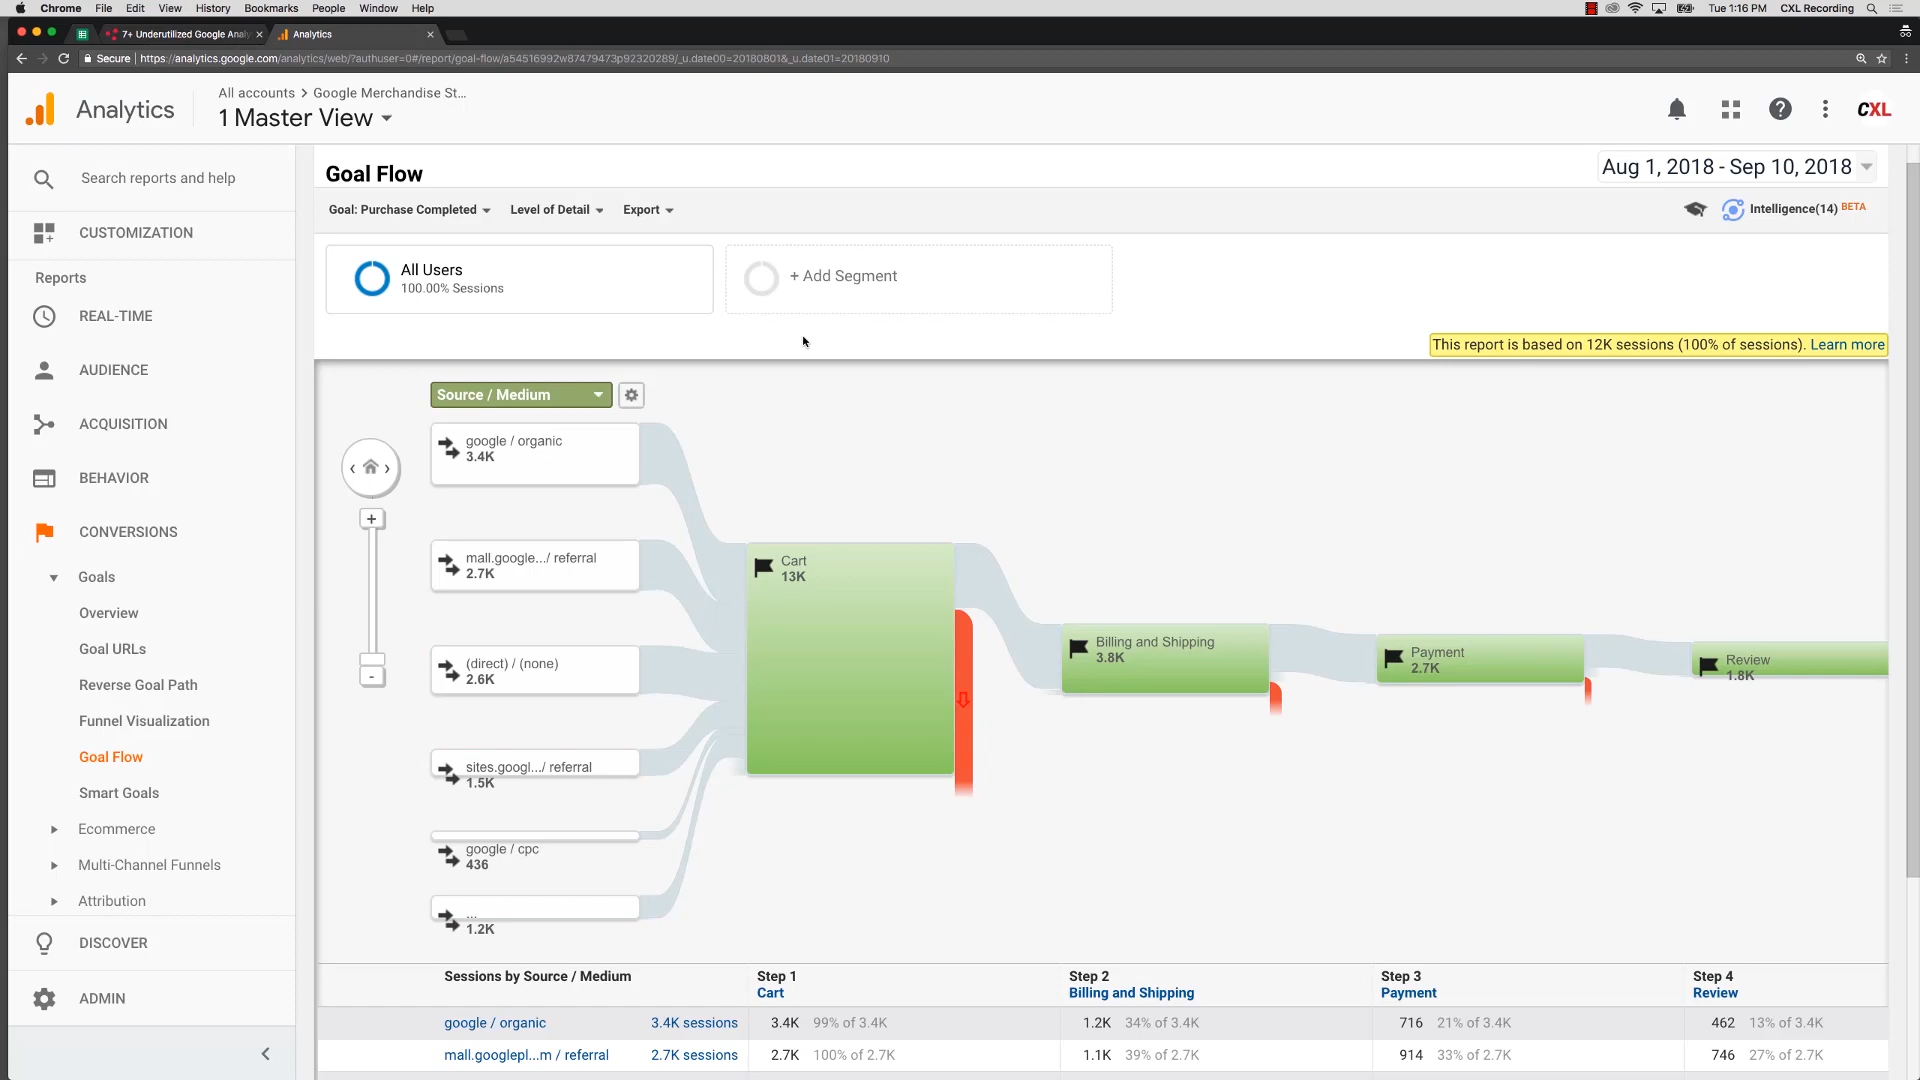 Chrome File Edit View History Bookmarks People Window Help Tue 1:16 PM CXL Recording
7+ Underutilized Google Analy Analytics
Secure https://analytics.google.com/analytics/web/?authuser=0#/report/goal-flow/a54516992w87479473p92320289/_u.date00=20180801&_u.date01=20180910
Analytics
All accounts > Google Merchandise St...
1 Master View
CXL
Search reports and help
CUSTOMIZATION
Reports
REAL-TIME
AUDIENCE
ACQUISITION
BEHAVIOR
CONVERSIONS
Goals
Overview
Goal URLs
Reverse Goal Path
Funnel Visualization
Goal Flow
Smart Goals
Ecommerce
Multi-Channel Funnels
Attribution
DISCOVER
ADMIN
Goal Flow
Aug 1, 2018 - Sep 10, 2018
Goal: Purchase Completed Level of Detail Export
Intelligence(14) BETA
All Users
100.00% Sessions
+ Add Segment
This report is based on 12K sessions (100% of sessions). Learn more
Source / Medium
google / organic
3.4K
mall.google.../ referral
2.7K
(direct) / (none)
2.6K
sites.googl.../ referral
1.5K
google / cpc
436
...
1.2K
Cart
13K
Billing and Shipping
3.8K
Payment
2.7K
Review
1.8K
Sessions by Source / Medium Step 1 Step 2 Step 3 Step 4
Cart Billing and Shipping Payment Review
google / organic 3.4K sessions 3.4K 99% of 3.4K 1.2K 34% of 3.4K 716 21% of 3.4K 462 13% of 3.4K
mall.googlepl...m / referral 2.7K sessions 2.7K 100% of 2.7K 1.1K 39% of 2.7K 914 33% of 2.7K 746 27% of 2.7K